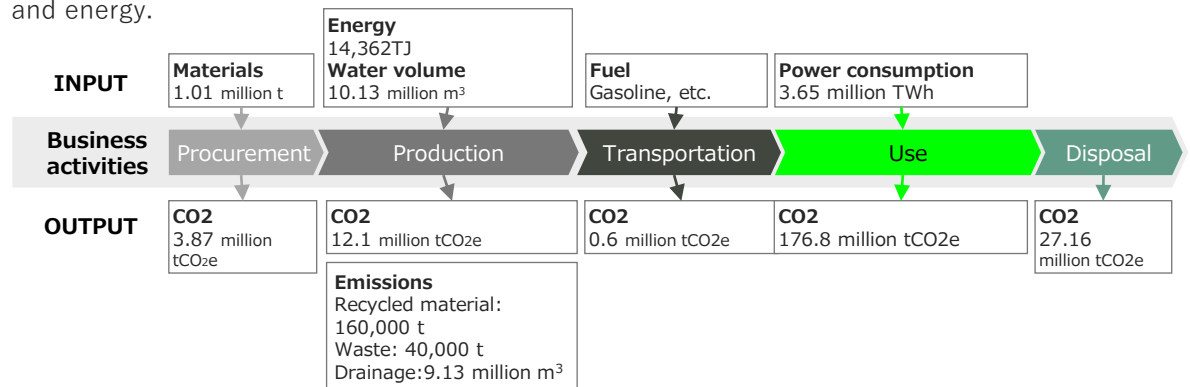 and energy.
INPUT
Materials
1.01 million t
Energy
14,362TJ
Water volume
10.13 million m³
Fuel
Gasoline, etc.
Power consumption
3.65 million TWh
Business
activities
Procurement
Production
Transportation
Use
Disposal
OUTPUT
CO2
3.87 million
tCO₂e
CO2
12.1 million tCO2e
CO2
0.6 million tCO2e
CO2
176.8 million tCO2e
CO2
27.16
million tCO2e
Emissions
Recycled material:
160,000 t
Waste: 40,000 t
Drainage:9.13 million m³